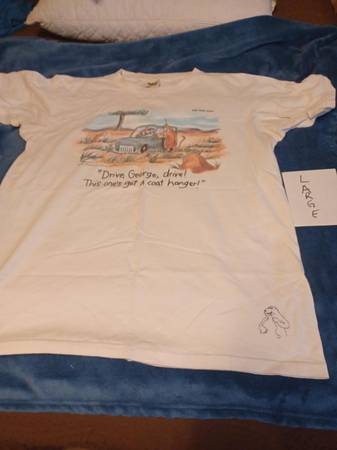 "Drive, George, drive!
This one's got a coat hanger!"
LARGE